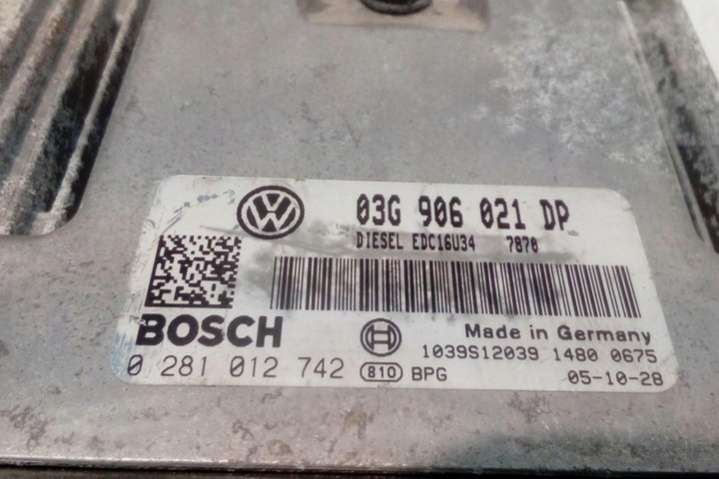 VW
03G 906 021 DP
DIESEL EDC16U34 7870
BOSCH
Made in Germany
0 281 012 742
1039S12039 1480 0675
810 BPG
05-10-28